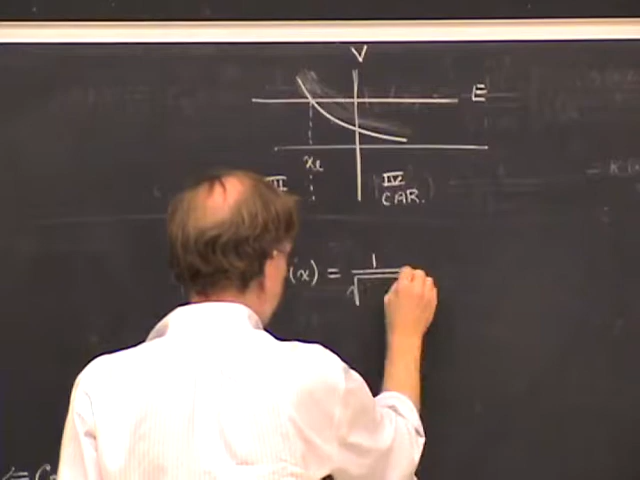 V
E
x_L
III
IV
CAR.
(x) = 1/√